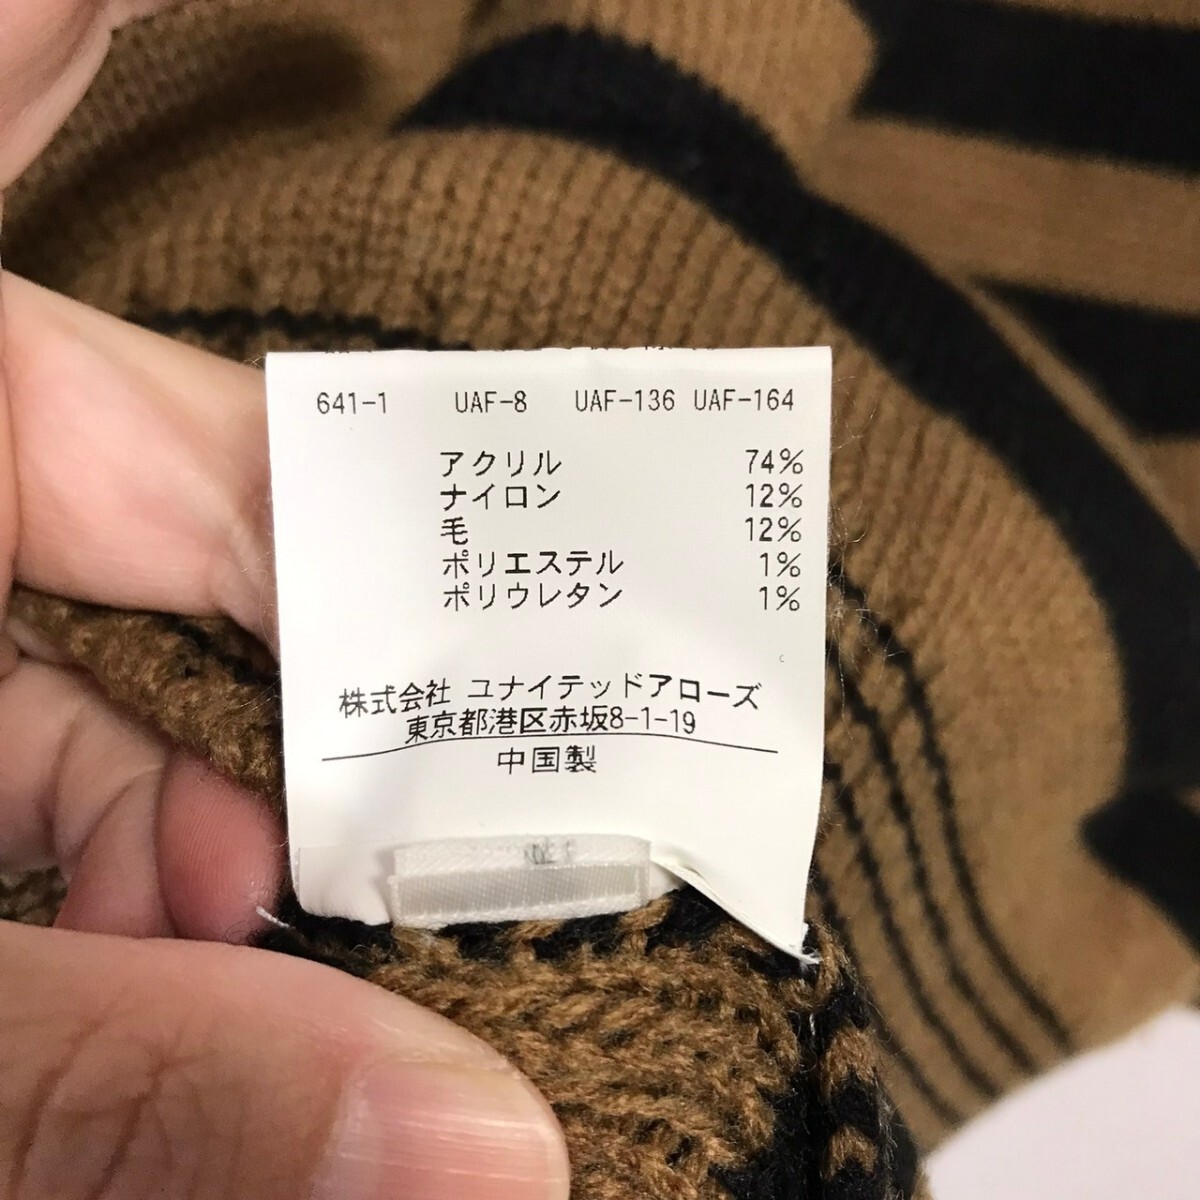 641-1 UAF-8 UAF-136 UAF-164
アクリル 74%
ナイロン 12%
毛 12%
ポリエステル 1%
ポリウレタン 1%
株式会社 ユナイテッドアローズ
東京都港区赤坂8-1-19
中国製